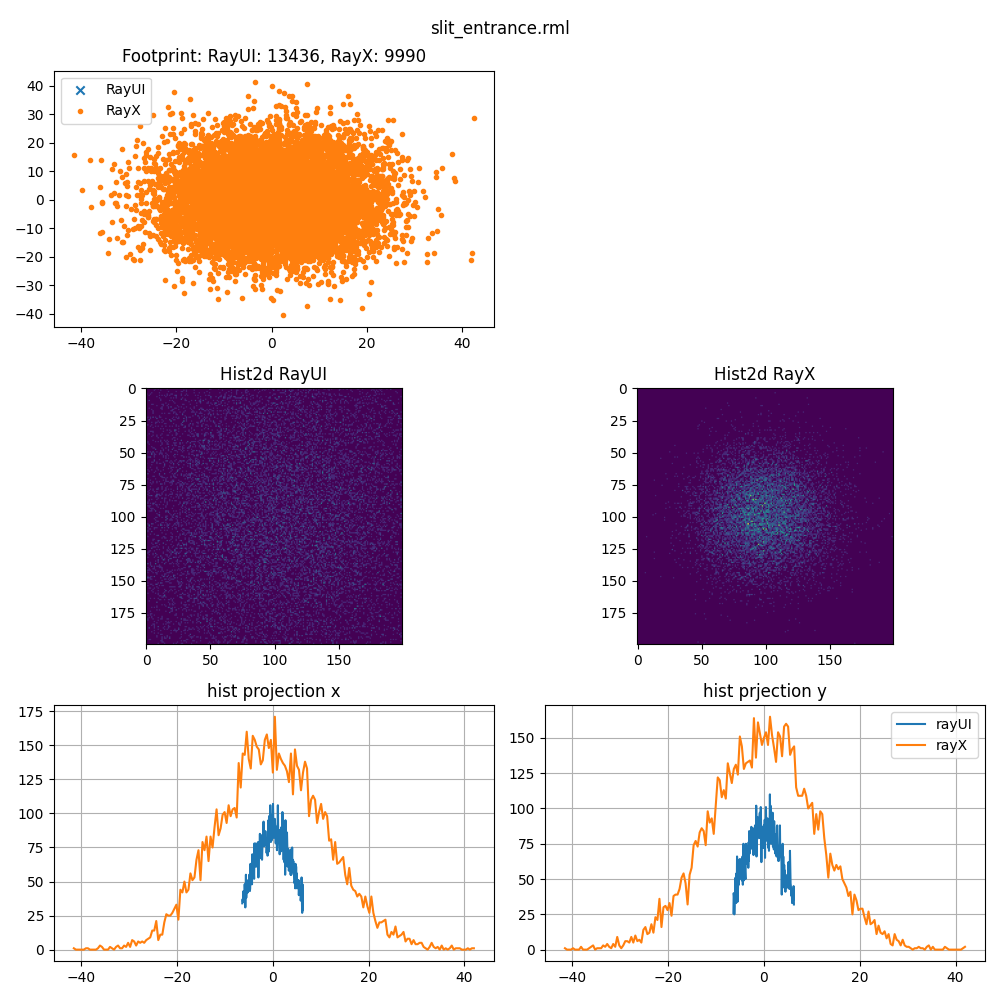 slit_entrance.rml
Footprint: RayUI: 13436, RayX: 9990
RayUI
RayX
40
30
20
10
0
−10
−20
−30
−40
−40 −20 0 20 40
Hist2d RayUI
0
25
50
75
100
125
150
175
0 50 100 150
Hist2d RayX
0
25
50
75
100
125
150
175
0 50 100 150
hist projection x
175
150
125
100
75
50
25
0
−40 −20 0 20 40
hist prjection y
rayUI
rayX
150
125
100
75
50
25
0
−40 −20 0 20 40